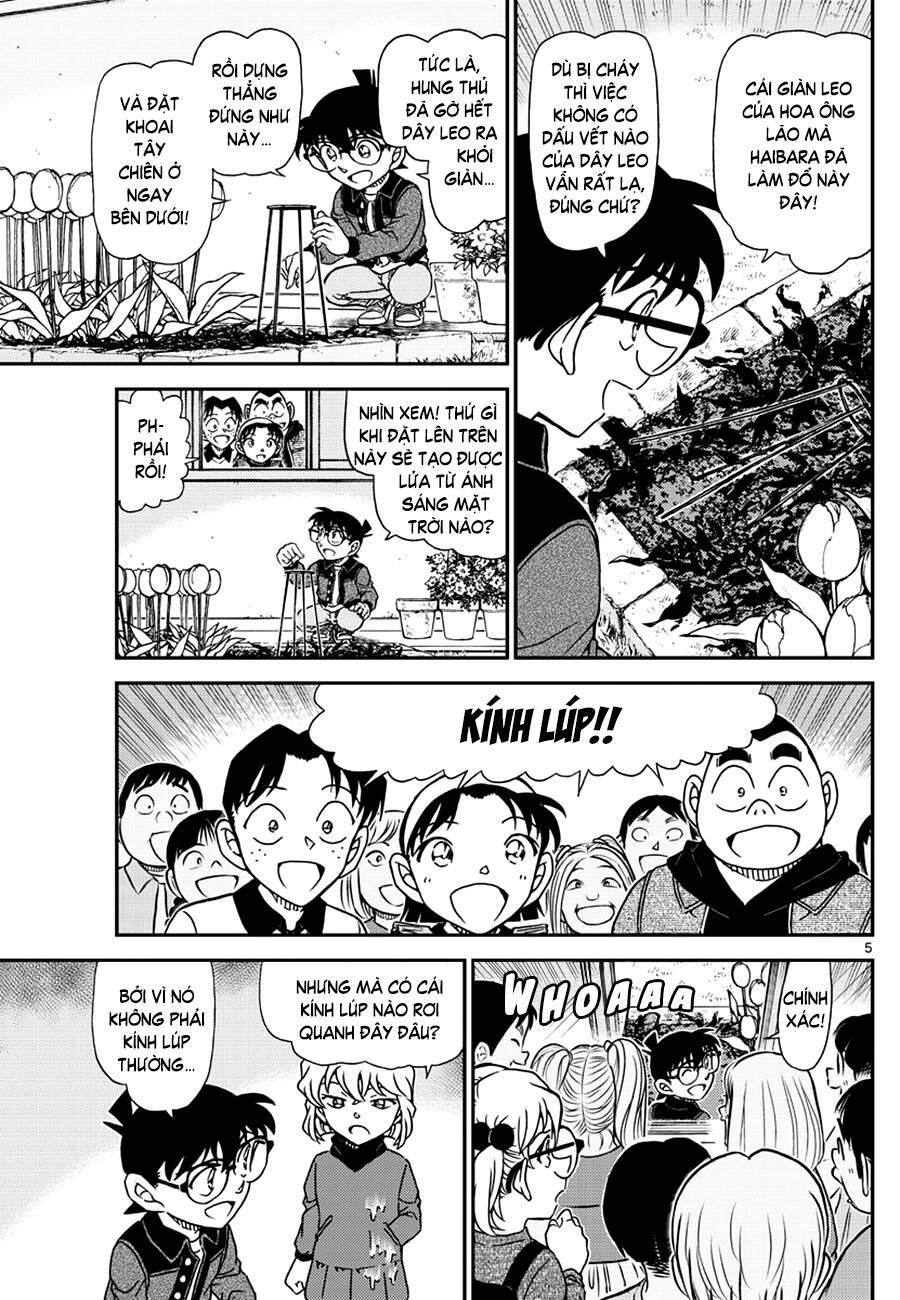 CÁI GIÀN LEO
CỦA HOA ÔNG
LÃO MÀ
HAIBARA ĐÃ
LÀM ĐỔ NÀY
ĐÂY!
DÙ BỊ CHÁY
THÌ VIỆC
KHÔNG CÓ
DẤU VẾT NÀO
CỦA DÂY LEO
VẪN RẤT LẠ,
ĐÚNG CHỨ?
TỨC LÀ,
HUNG THỦ
ĐÃ GỠ HẾT
DÂY LEO RA
KHỎI
GIÀN...
RỒI DỰNG
THẲNG
ĐỨNG NHƯ
NÀY...
VÀ ĐẶT
KHOAI
TÂY
CHIÊN Ở
NGAY
BÊN DƯỚI!
NHÌN XEM! THỨ GÌ
KHI ĐẶT LÊN TRÊN
NÀY SẼ TẠO ĐƯỢC
LỬA TỪ ÁNH
SÁNG MẶT
TRỜI NÀO?
PH-
PHẢI
RỒI!
KÍNH LÚP!!
5
CHÍNH
XÁC!
WHOAAA
NHƯNG MÀ CÓ CÁI
KÍNH LÚP NÀO RƠI
QUANH ĐÂY ĐÂU?
BỞI VÌ NÓ
KHÔNG PHẢI
KÍNH LÚP
THƯỜNG...